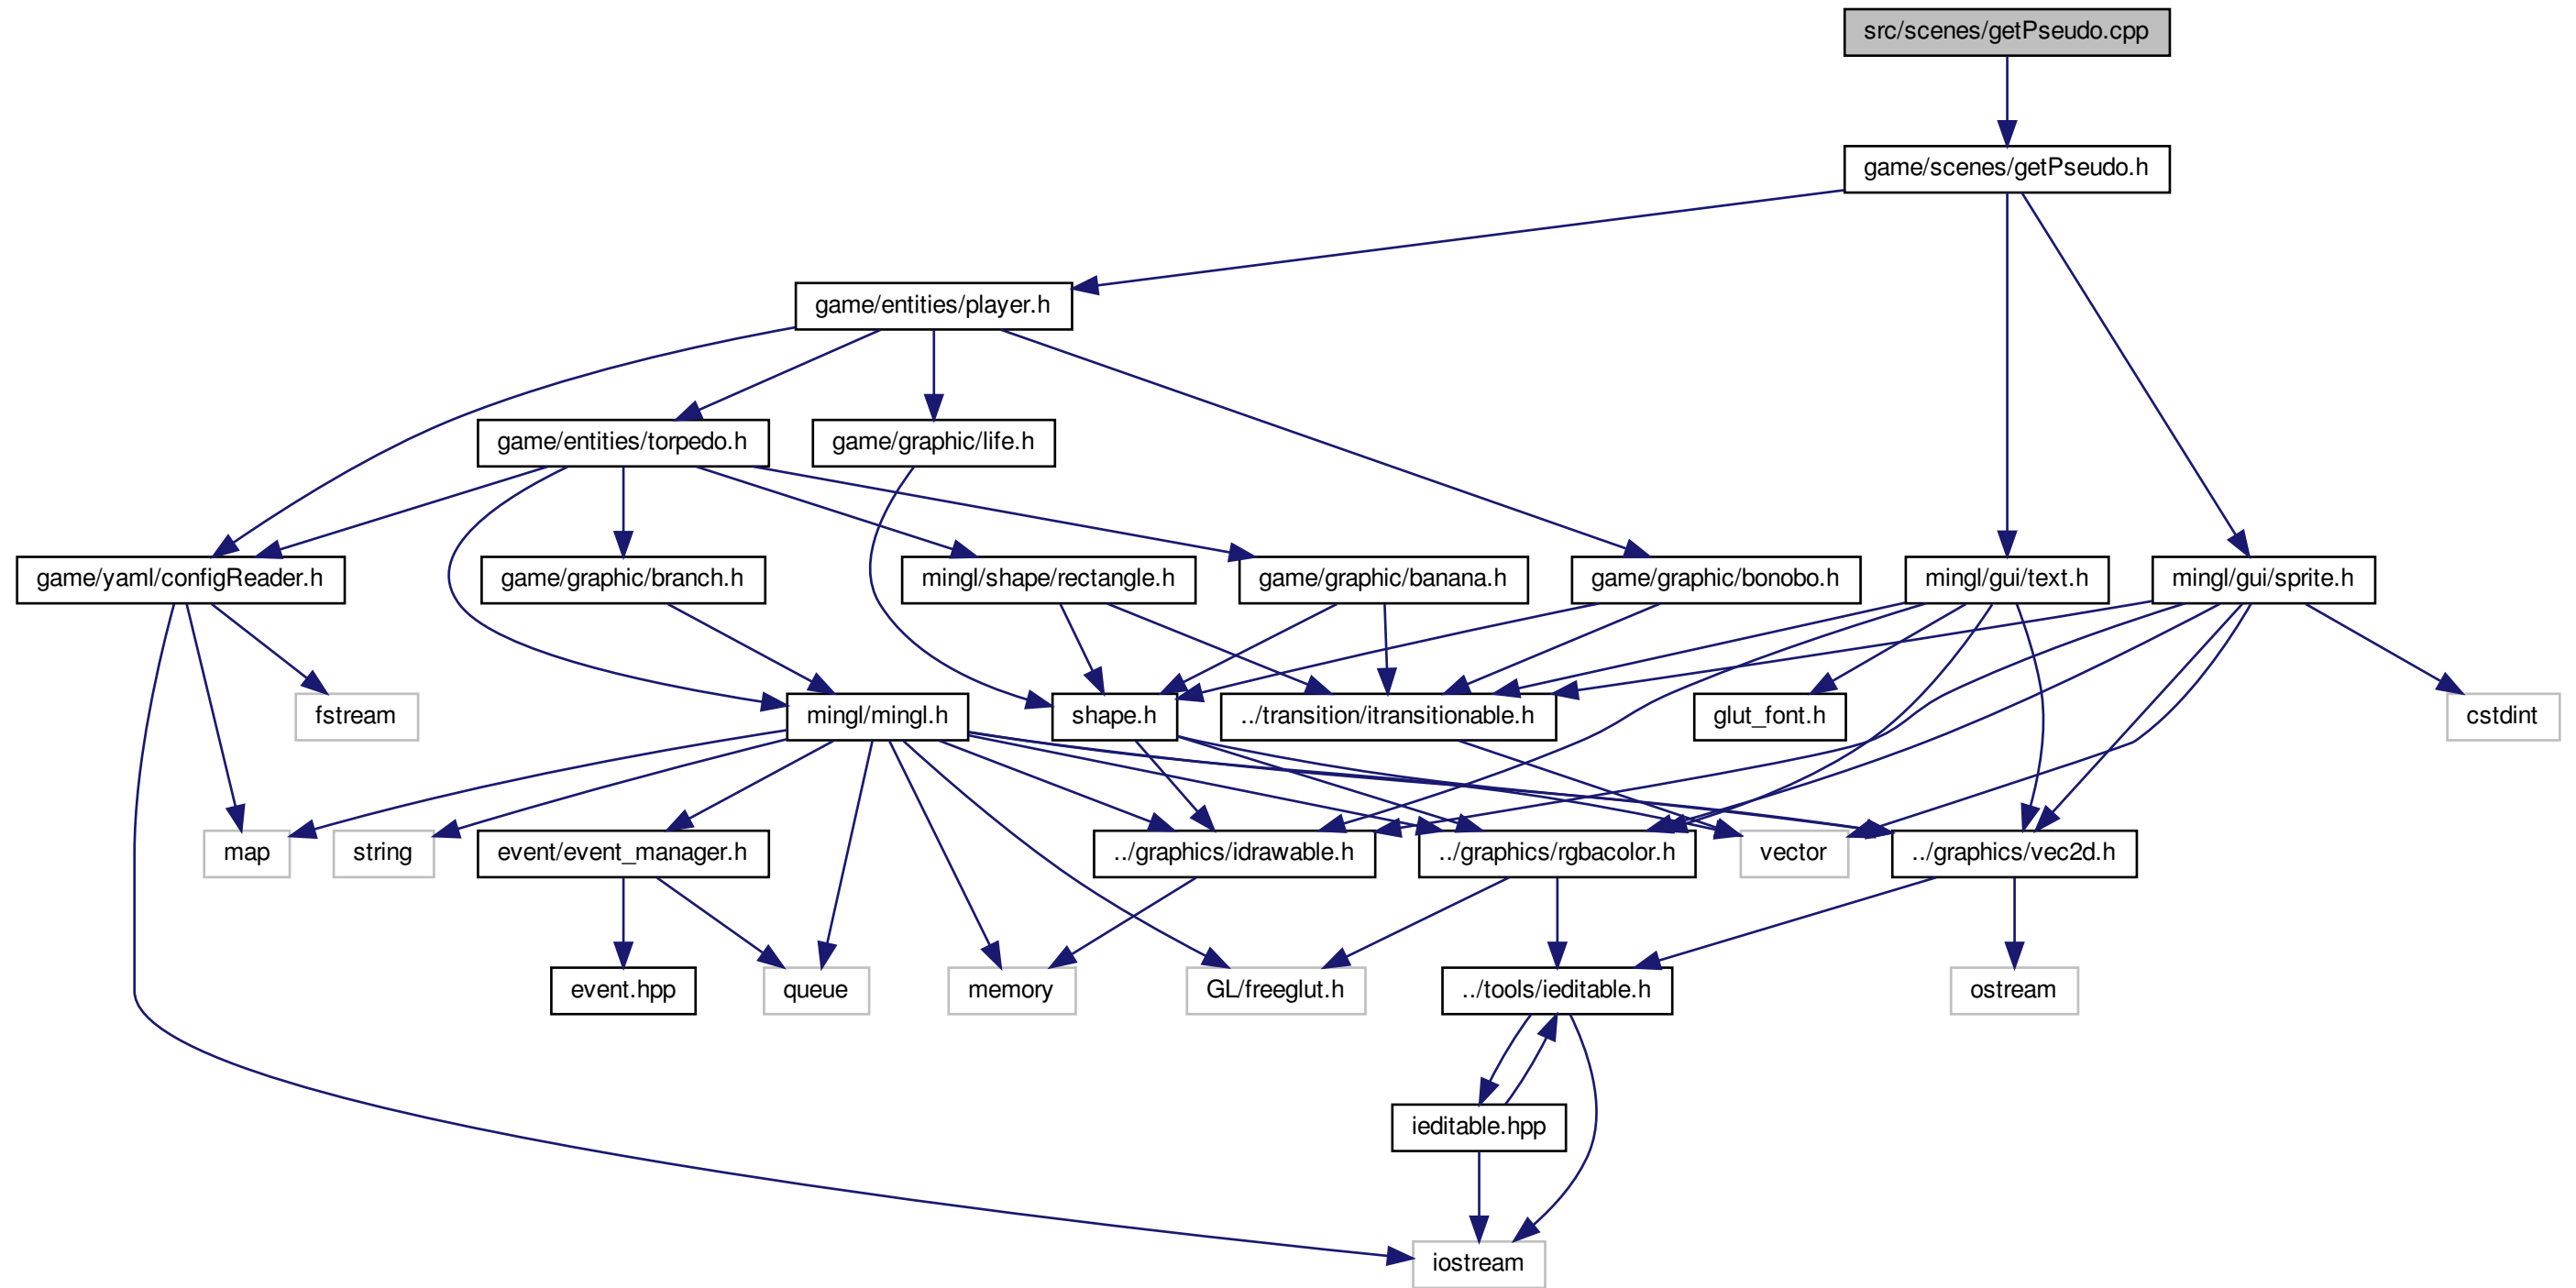 src/scenes/getPseudo.cpp
game/scenes/getPseudo.h
game/entities/player.h
game/entities/torpedo.h
game/graphic/life.h
game/yaml/configReader.h
game/graphic/branch.h
mingl/shape/rectangle.h
game/graphic/banana.h
game/graphic/bonobo.h
mingl/gui/text.h
mingl/gui/sprite.h
fstream
mingl/mingl.h
shape.h
../transition/itransitionable.h
glut_font.h
cstdint
map
string
event/event_manager.h
../graphics/idrawable.h
../graphics/rgbacolor.h
vector
../graphics/vec2d.h
event.hpp
queue
memory
GL/freeglut.h
../tools/ieditable.h
ostream
ieditable.hpp
iostream